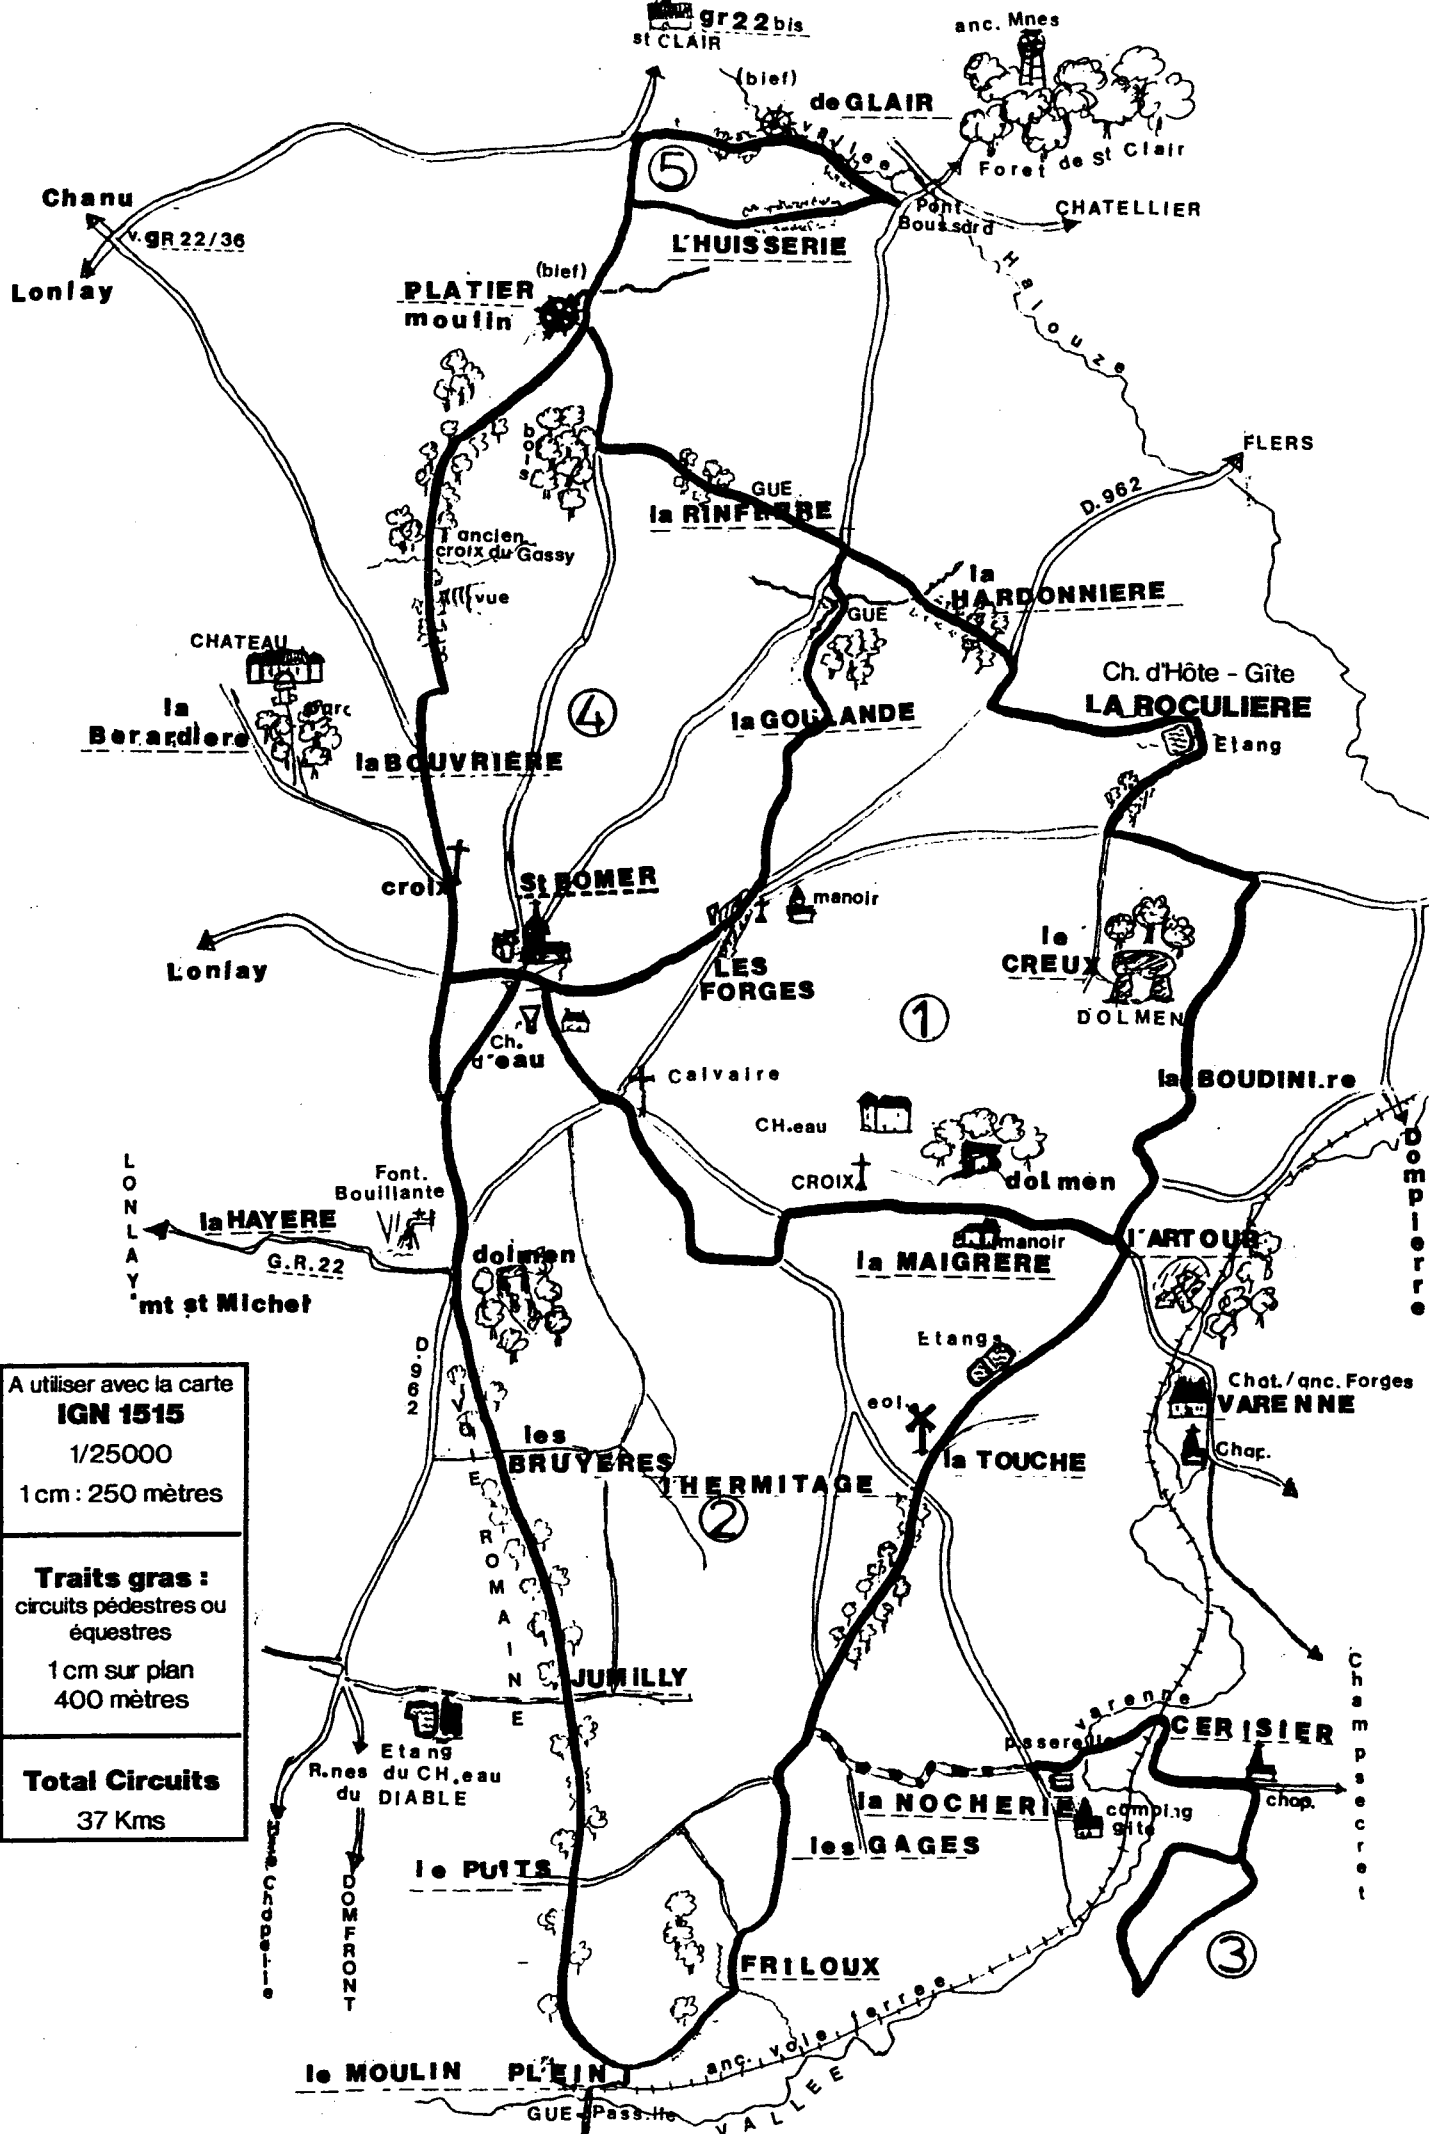 gr22bis
st CLAIR
anc. Mnes
(bief)
de GLAIR
vallee
Foret de St Clair
5
Chanu
v.gR 22/36
Lonlay
Pont
Boussard
CHATELLIER
L'HUISSERIE
Halouze
(bief)
PLATIER
moulin
bois
FLERS
D.962
GUE
la RINFRERE
ancien
croix du Gassy
vue
la
HARDONNIERE
GUE
CHATEAU
parc
la
Berardiere
4
Ch. d'Hôte - Gîte
LA ROCULIERE
Etang
la GOULANDE
la BOUVRIERE
croix
St BOMER
manoir
Lonlay
LES
FORGES
le
CREUX
DOLMEN
1
Ch.
d'eau
Calvaire
la BOUDINI.re
CH.eau
dolmen
CROIX
Dompierre
LONLAY.
Font.
Bouillante
la HAYERE
G.R.22
mt st Michel
dolmen
manoir
la MAIGRERE
l'ARTOUR
D.962
Etangs
eol.
Chat./anc. Forges
VARENNE
Chap.
la TOUCHE
les
BRUYERES
l'HERMITAGE
2
VOIE ROMAINE
A utiliser avec la carte
IGN 1515
1/25000
1 cm : 250 mètres
Traits gras :
circuits pédestres ou
équestres
1 cm sur plan
400 mètres
Total Circuits
37 Kms
JUMILLY
Etang
R.nes du CH.eau
du DIABLE
DOMFRONT
varenne
CERISIER
chap.
Champsecret
la NOCHERIE
camping
gite
les GAGES
le PUITS
3
FRILOUX
anc. voie ferree
le MOULIN PLEIN
GUE Pass.lle
VALLEE